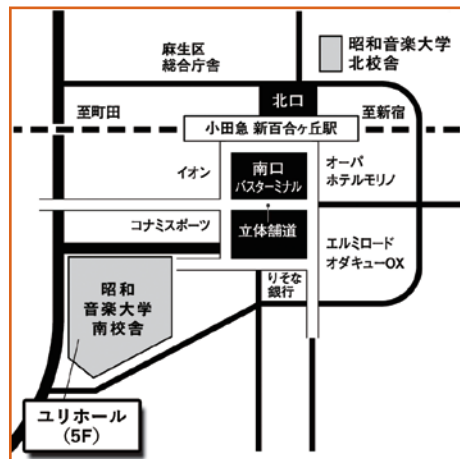 麻生区
総合庁舎
昭和音楽大学
北校舎
北口
至町田
至新宿
小田急 新百合ヶ丘駅
イオン
南口
バスターミナル
オーパ
ホテルモリノ
コナミスポーツ
立体舗道
エルミロード
オダキューOX
りそな
銀行
昭和
音楽大学
南校舎
ユリホール
(5F)